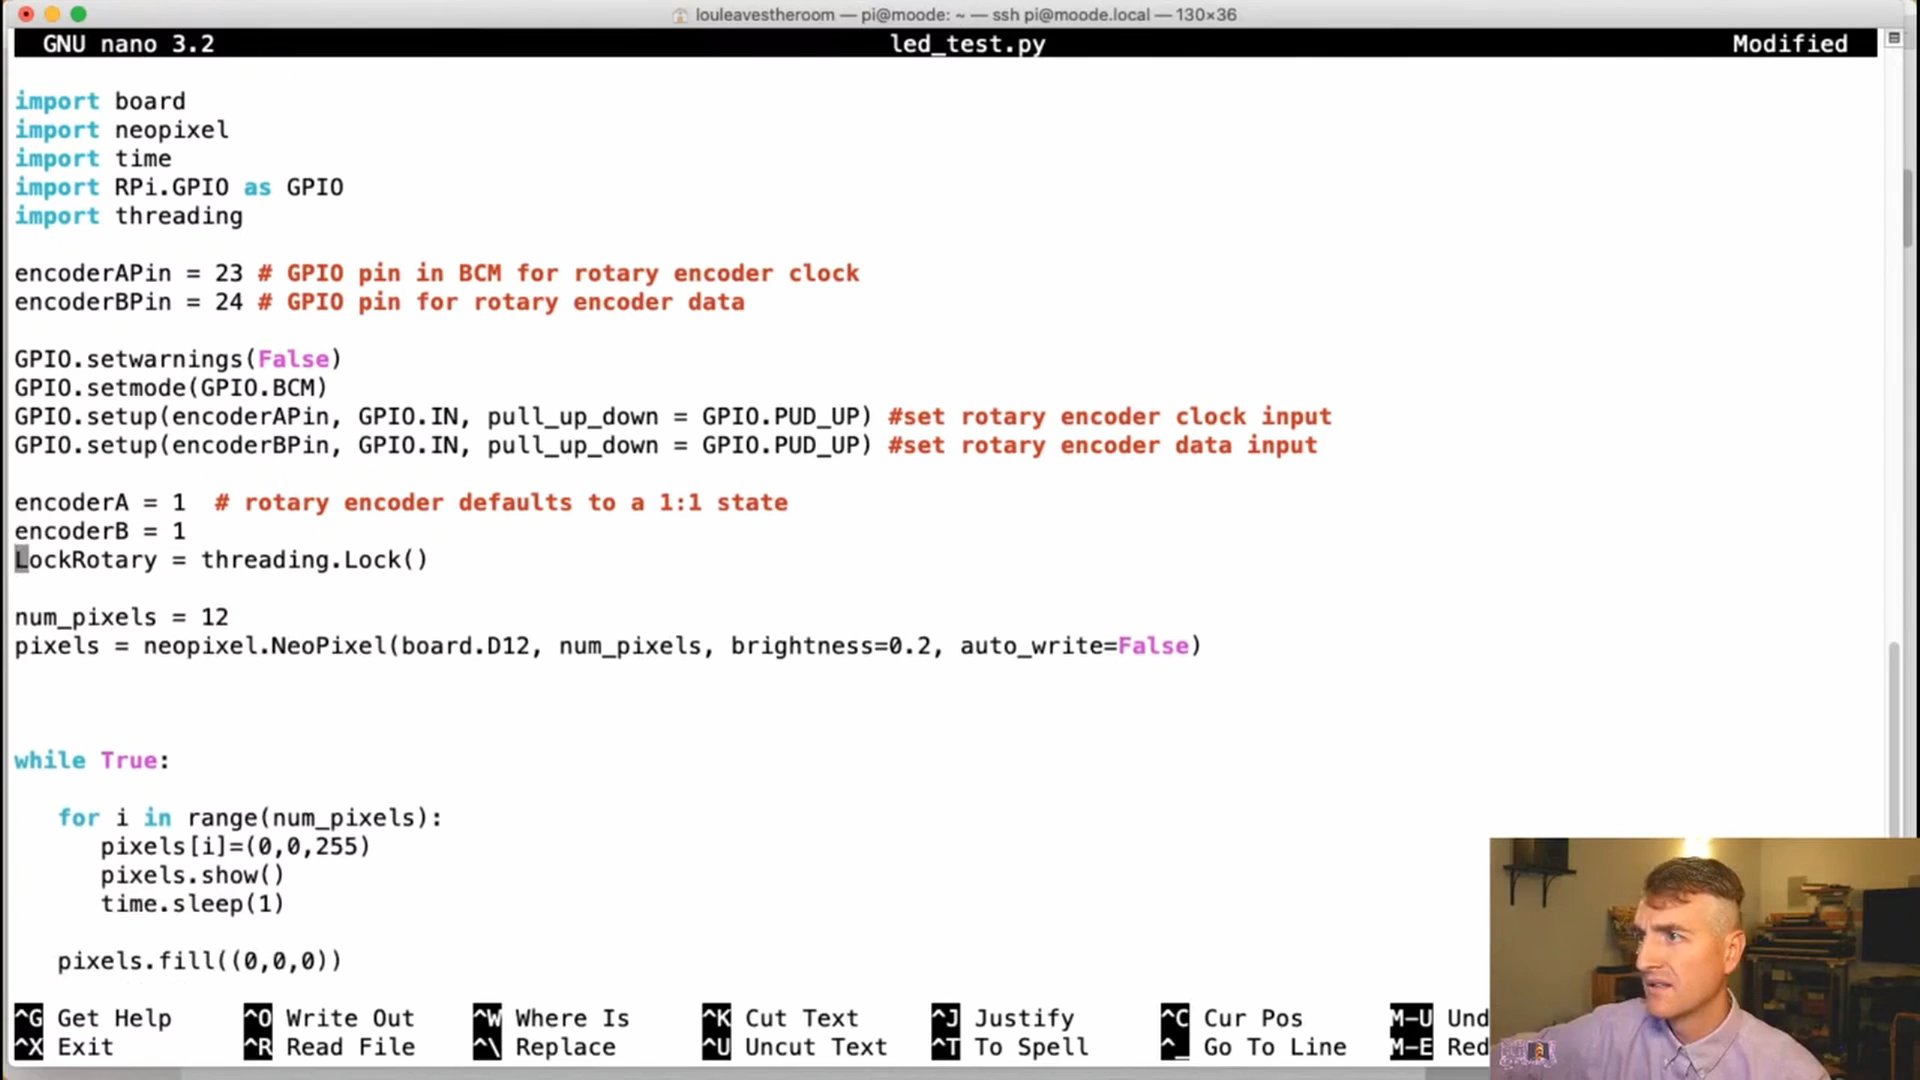 louleavestheroom — pi@moode: ~ — ssh pi@moode.local — 130×36
GNU nano 3.2 led_test.py Modified
import board
import neopixel
import time
import RPi.GPIO as GPIO
import threading
encoderAPin = 23 # GPIO pin in BCM for rotary encoder clock
encoderBPin = 24 # GPIO pin for rotary encoder data
GPIO.setwarnings(False)
GPIO.setmode(GPIO.BCM)
GPIO.setup(encoderAPin, GPIO.IN, pull_up_down = GPIO.PUD_UP) #set rotary encoder clock input
GPIO.setup(encoderBPin, GPIO.IN, pull_up_down = GPIO.PUD_UP) #set rotary encoder data input
encoderA = 1  # rotary encoder defaults to a 1:1 state
encoderB = 1
LockRotary = threading.Lock()
num_pixels = 12
pixels = neopixel.NeoPixel(board.D12, num_pixels, brightness=0.2, auto_write=False)
while True:
for i in range(num_pixels):
pixels[i]=(0,0,255)
pixels.show()
time.sleep(1)
pixels.fill((0,0,0))
^G Get Help ^O Write Out ^W Where Is ^K Cut Text ^J Justify ^C Cur Pos M-U Und
^X Exit ^R Read File ^\ Replace ^U Uncut Text ^T To Spell ^_ Go To Line M-E Red